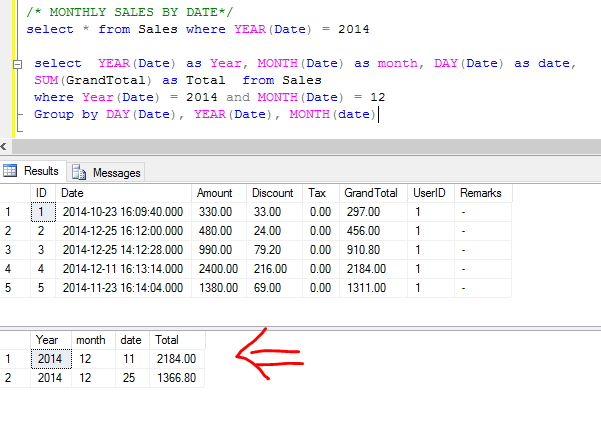 /* MONTHLY SALES BY DATE*/
select * from Sales where YEAR(Date) = 2014
select YEAR(Date) as Year, MONTH(Date) as month, DAY(Date) as date,
SUM(GrandTotal) as Total from Sales
where Year(Date) = 2014 and MONTH(Date) = 12
Group by DAY(Date), YEAR(Date), MONTH(date)
Results Messages
ID Date Amount Discount Tax GrandTotal UserID Remarks
1 1 2014-10-23 16:09:40.000 330.00 33.00 0.00 297.00 1 -
2 2 2014-12-25 16:12:00.000 480.00 24.00 0.00 456.00 1 -
3 3 2014-12-25 14:12:28.000 990.00 79.20 0.00 910.80 1 -
4 4 2014-12-11 16:13:14.000 2400.00 216.00 0.00 2184.00 1 -
5 5 2014-11-23 16:14:04.000 1380.00 69.00 0.00 1311.00 1 -
Year month date Total
1 2014 12 11 2184.00
2 2014 12 25 1366.80